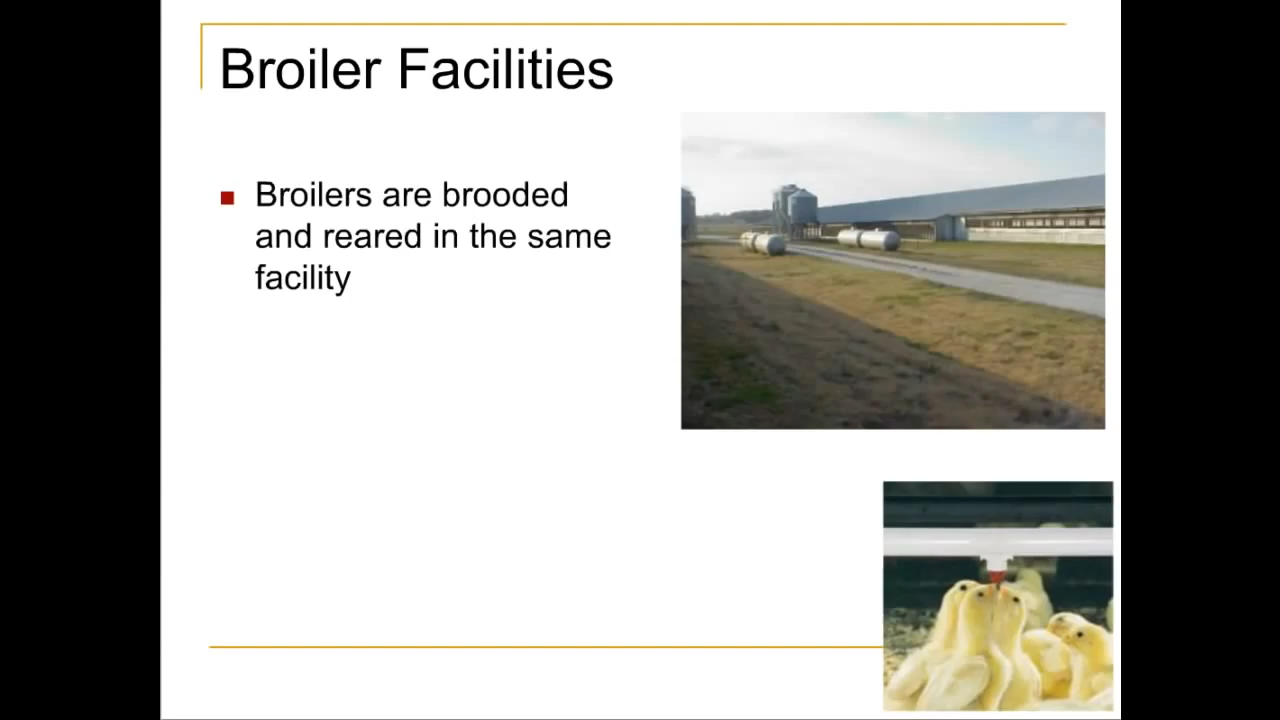 Broiler Facilities
Broilers are brooded
and reared in the same
facility